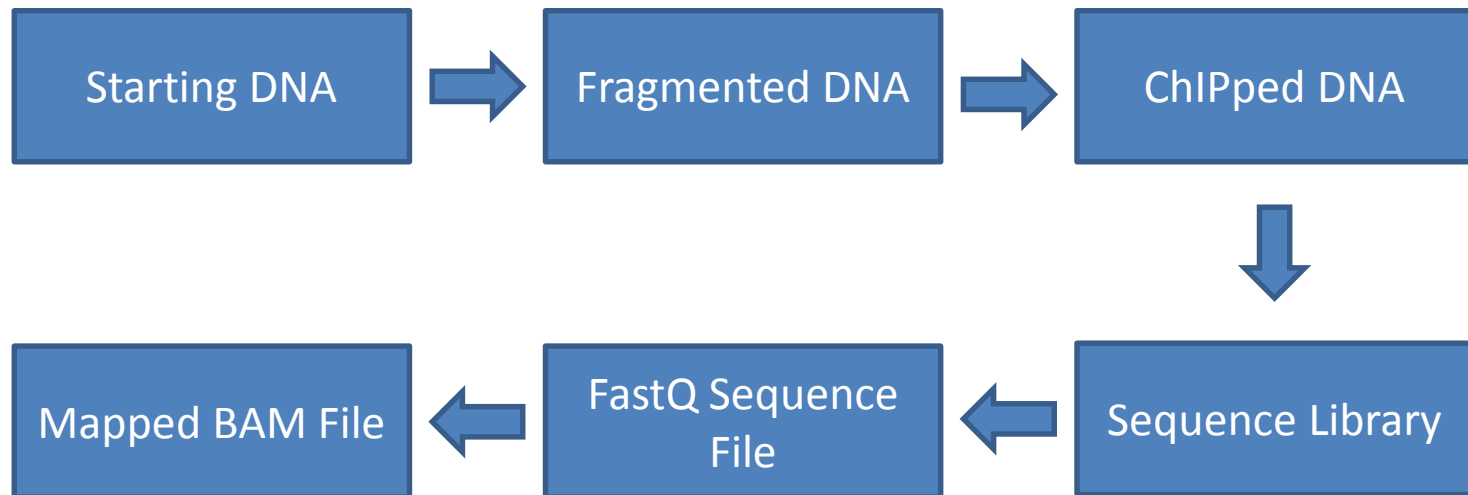 Starting DNA
Fragmented DNA
ChIPped DNA
Mapped BAM File
FastQ Sequence
File
Sequence Library